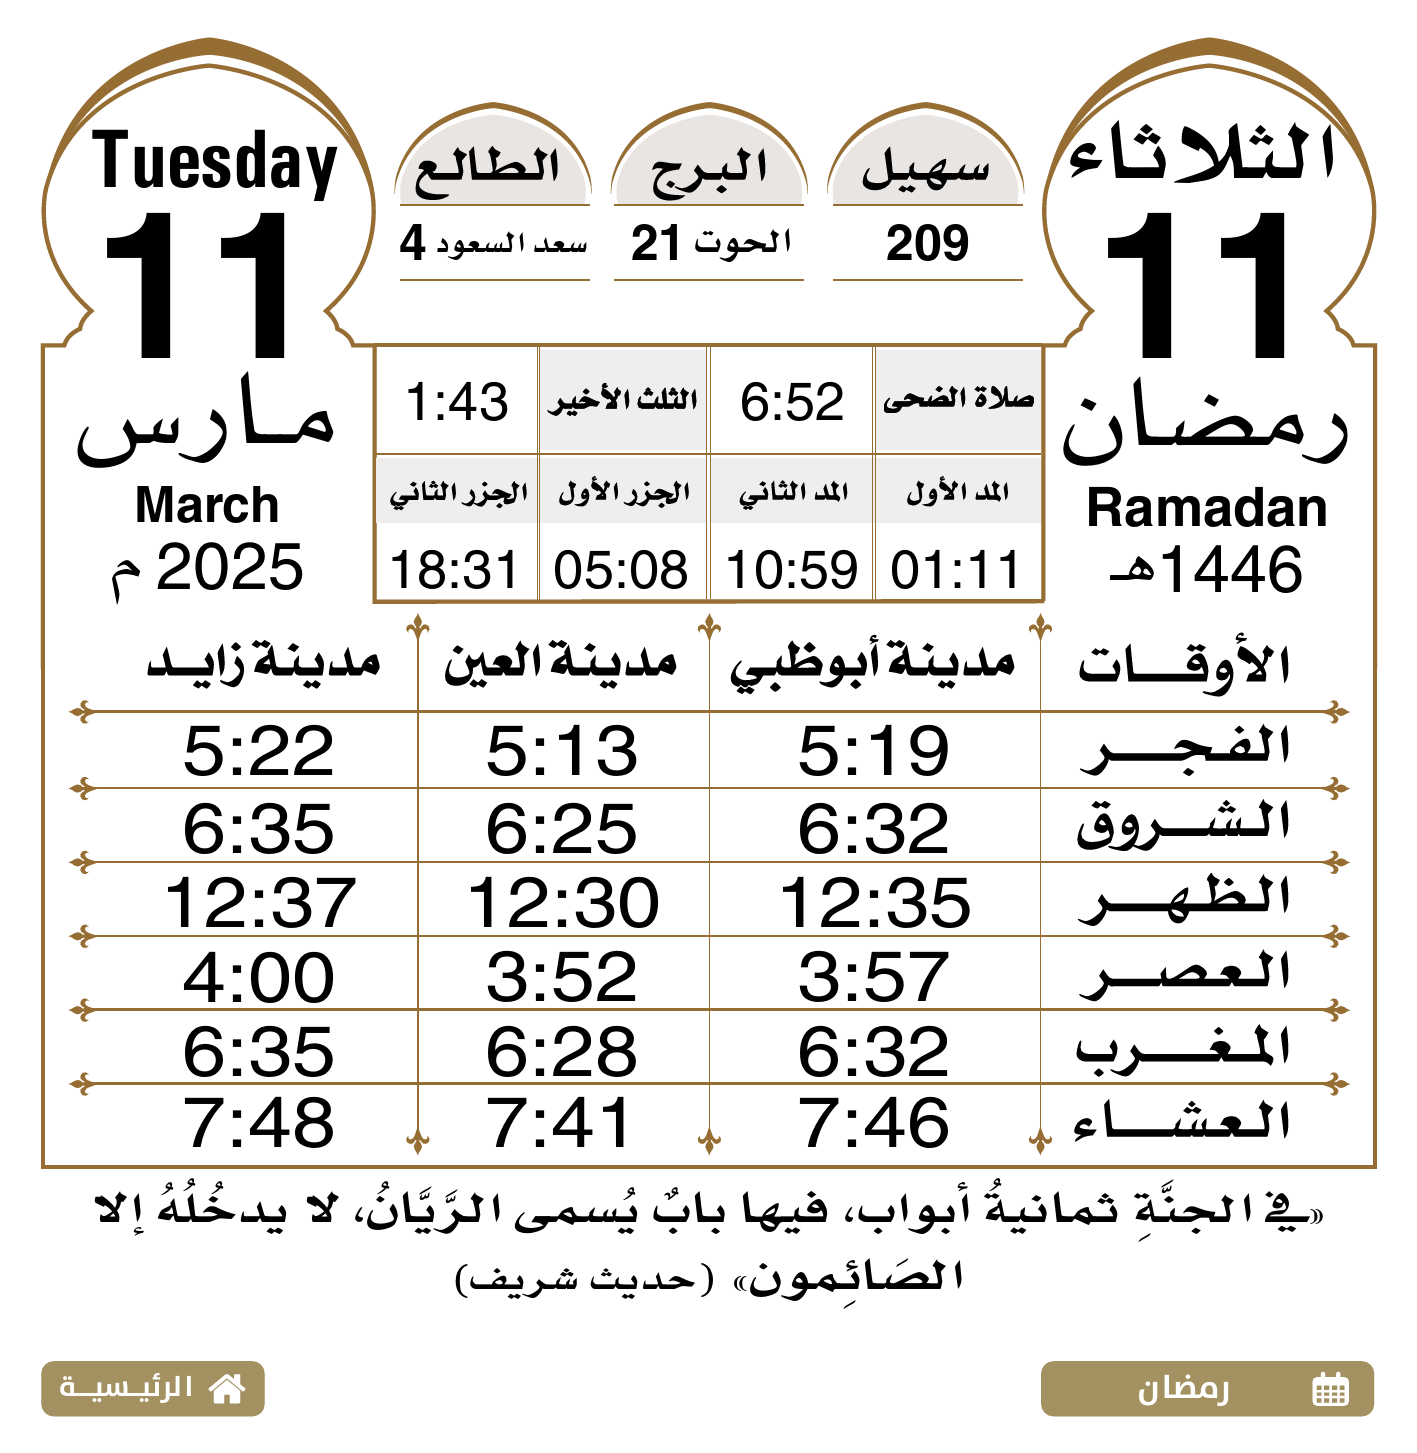 الثلاثاء
11
رمضان
Ramadan
1446هـ
سهيل
209
البرج
الحوت 21
الطالع
سعد السعود 4
Tuesday
11
مارس
March
2025 م
صلاة الضحى 6:52 الثلث الأخير 1:43
المد الأول المد الثاني الجزر الأول الجزر الثاني
01:11 10:59 05:08 18:31
الأوقات مدينة أبوظبي مدينة العين مدينة زايد
الفجر 5:19 5:13 5:22
الشروق 6:32 6:25 6:35
الظهر 12:35 12:30 12:37
العصر 3:57 3:52 4:00
المغرب 6:32 6:28 6:35
العشاء 7:46 7:41 7:48
«في الجنَّةِ ثمانيةُ أبواب، فيها بابٌ يُسمى الرَّيَّانُ، لا يدخُلُهُ إلا
الصَائِمون» (حديث شريف)
رمضان
الرئيسية